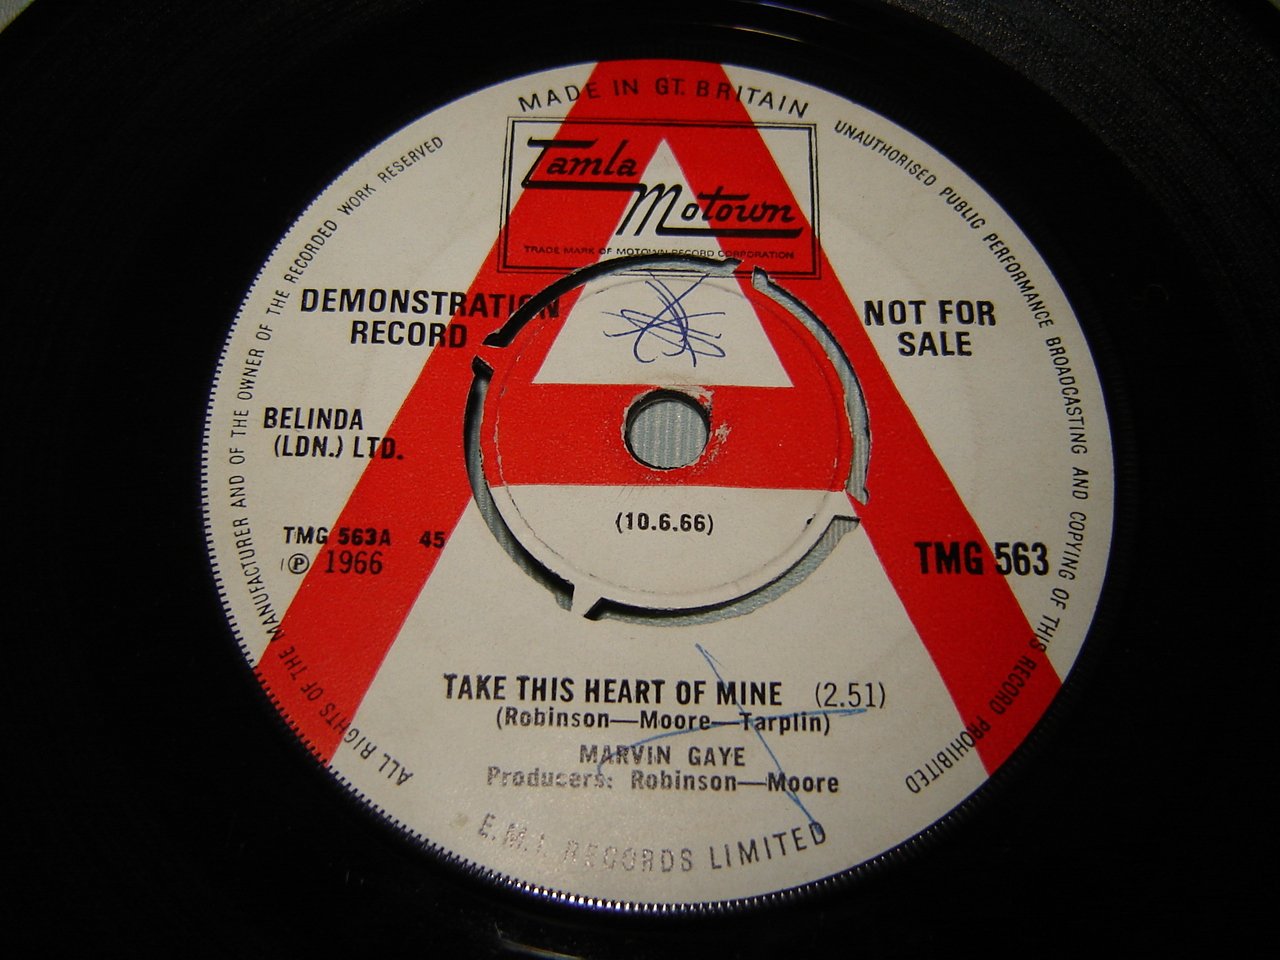 MADE IN GT. BRITAIN
Tamla
Motown
TRADE MARK OF MOTOWN RECORD CORPORATION
UNAUTHORISED PUBLIC PERFORMANCE BROADCASTING AND COPYING OF THIS RECORD PROHIBITED
ALL RIGHTS OF THE MANUFACTURER AND OF THE OWNER OF THE RECORDED WORK RESERVED
DEMONSTRATION
RECORD
NOT FOR
SALE
BELINDA
(LDN.) LTD.
(10.6.66)
TMG 563A 45
℗ 1966
TMG 563
TAKE THIS HEART OF MINE (2.51)
(Robinson—Moore—Tarplin)
MARVIN GAYE
Producers: Robinson—Moore
E.M.I. RECORDS LIMITED